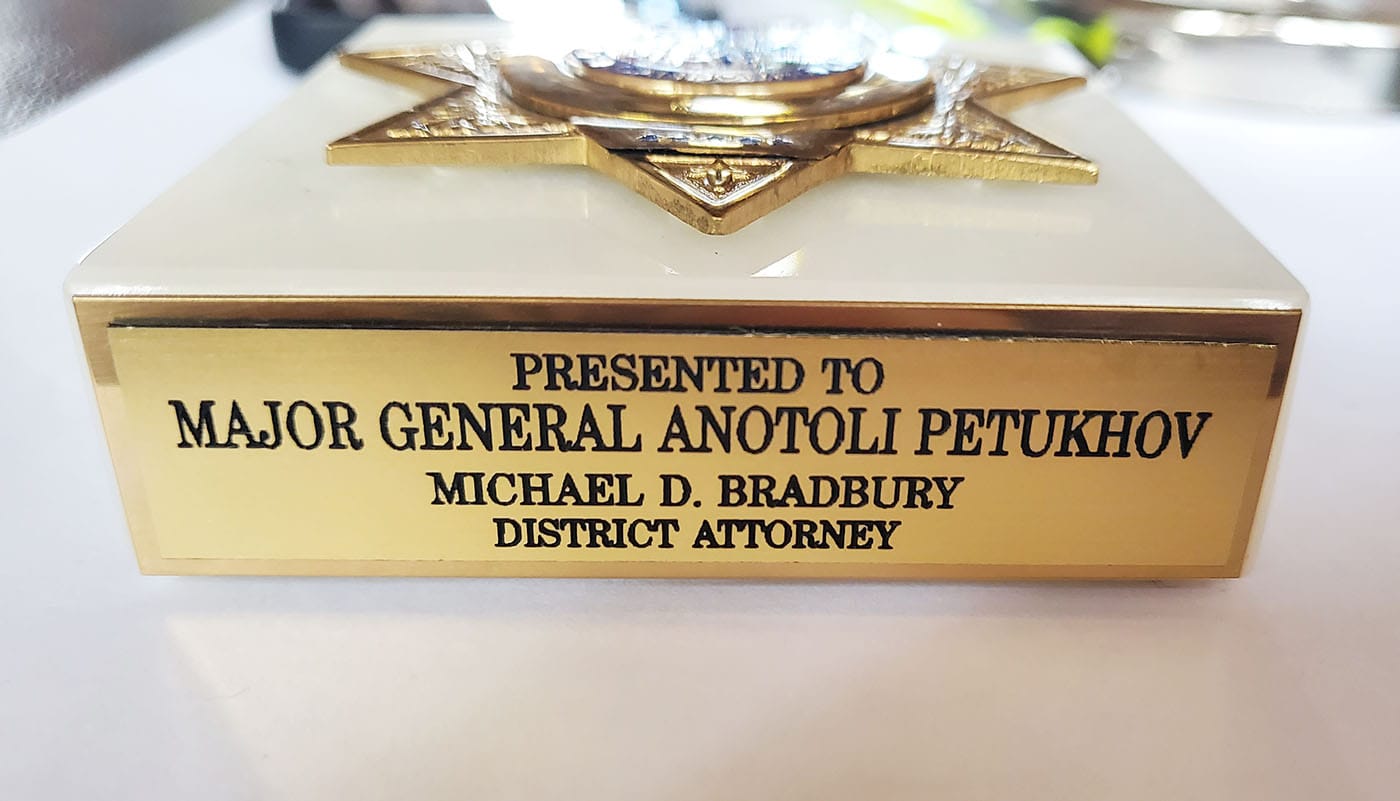 PRESENTED TO
MAJOR GENERAL ANOTOLI PETUKHOV
MICHAEL D. BRADBURY
DISTRICT ATTORNEY